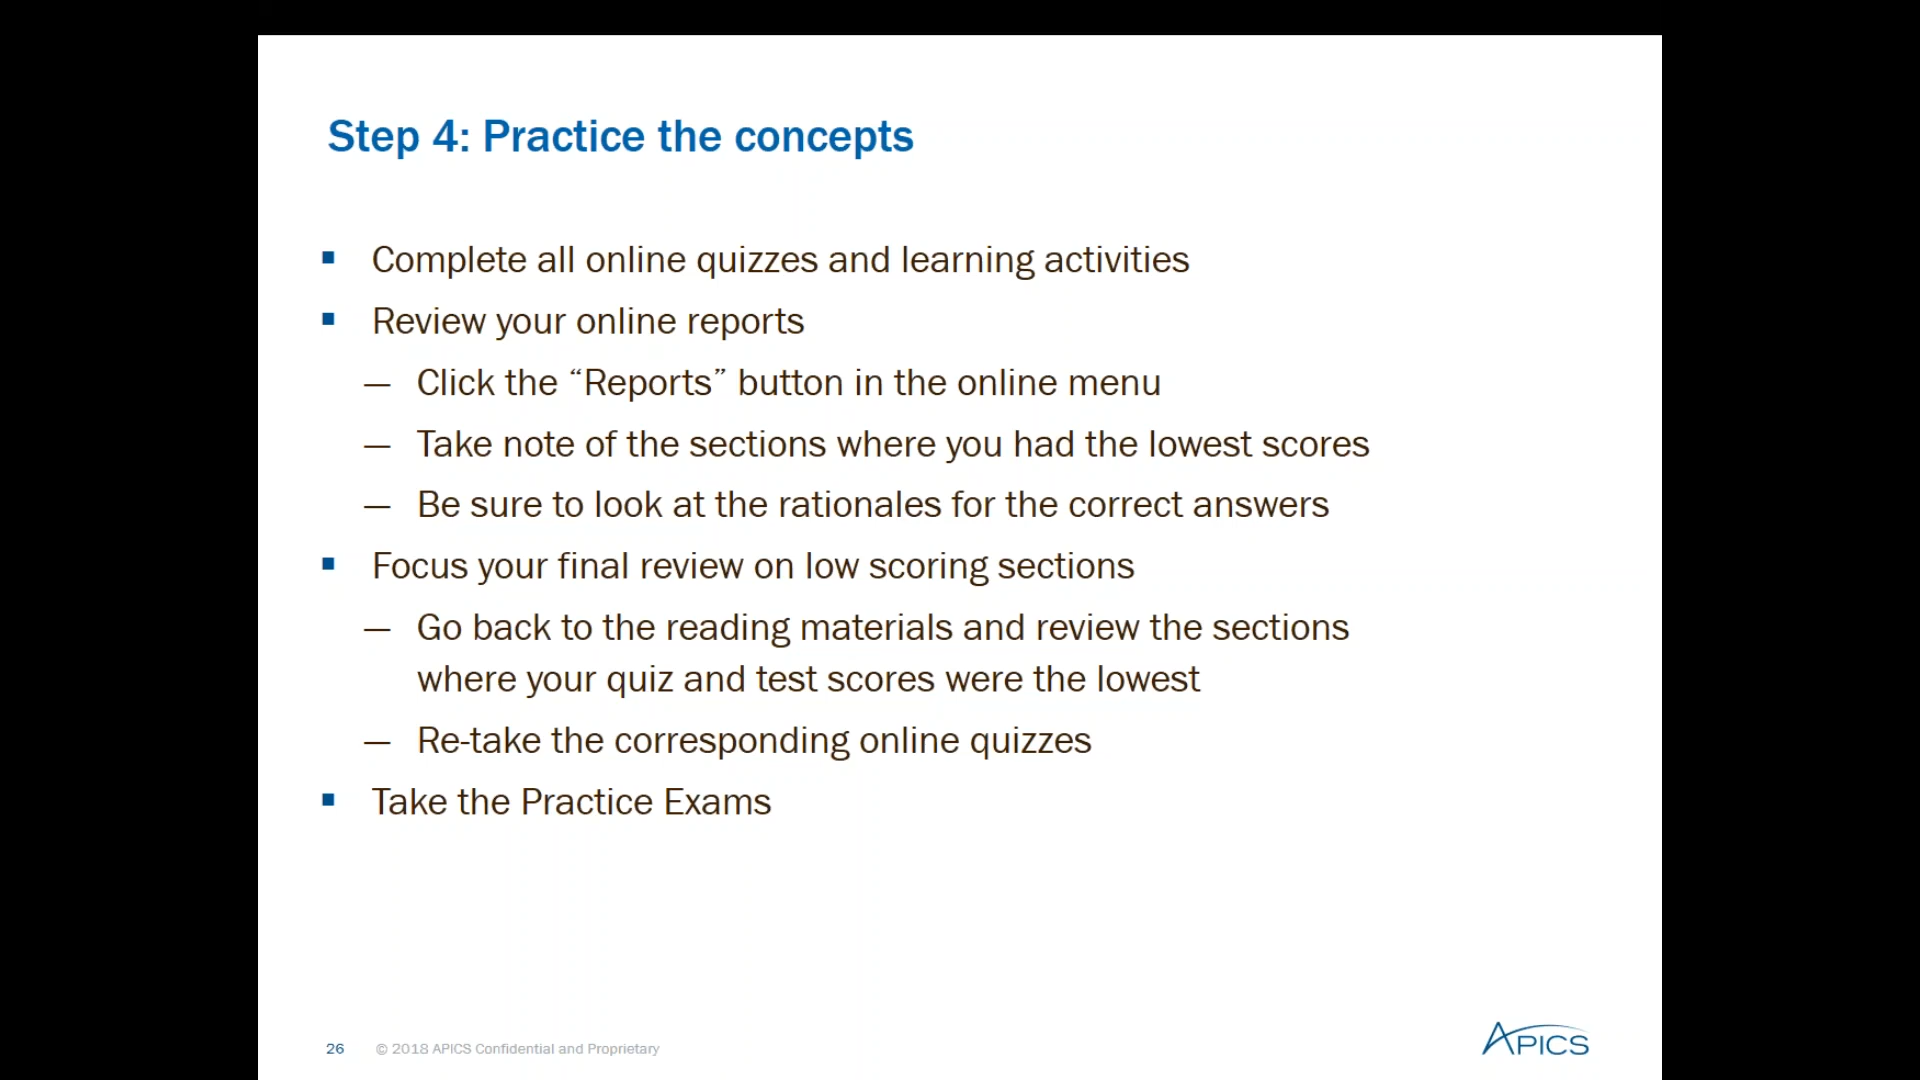 Step 4: Practice the concepts
▪ Complete all online quizzes and learning activities
▪ Review your online reports
— Click the “Reports” button in the online menu
— Take note of the sections where you had the lowest scores
— Be sure to look at the rationales for the correct answers
▪ Focus your final review on low scoring sections
— Go back to the reading materials and review the sections
where your quiz and test scores were the lowest
— Re-take the corresponding online quizzes
▪ Take the Practice Exams
26 © 2018 APICS Confidential and Proprietary
APICS